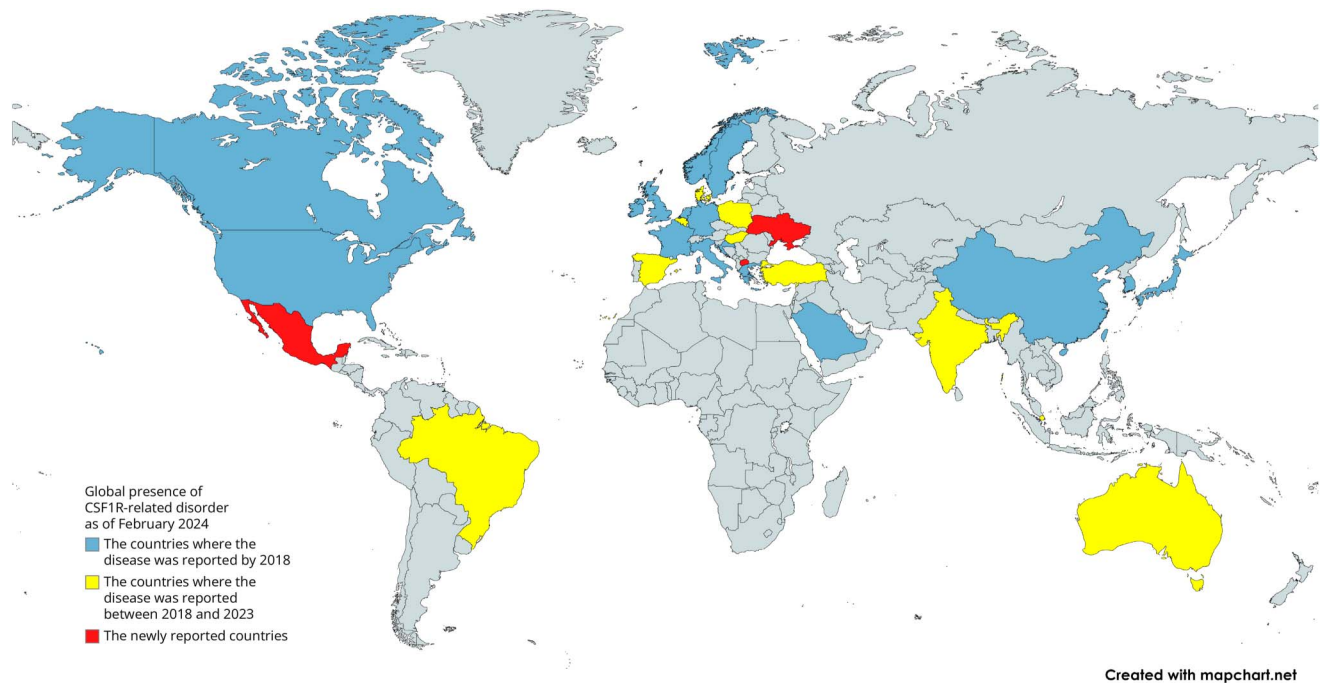 Global presence of
CSF1R-related disorder
as of February 2024
The countries where the
disease was reported by 2018
The countries where the
disease was reported
between 2018 and 2023
The newly reported countries
Created with mapchart.net